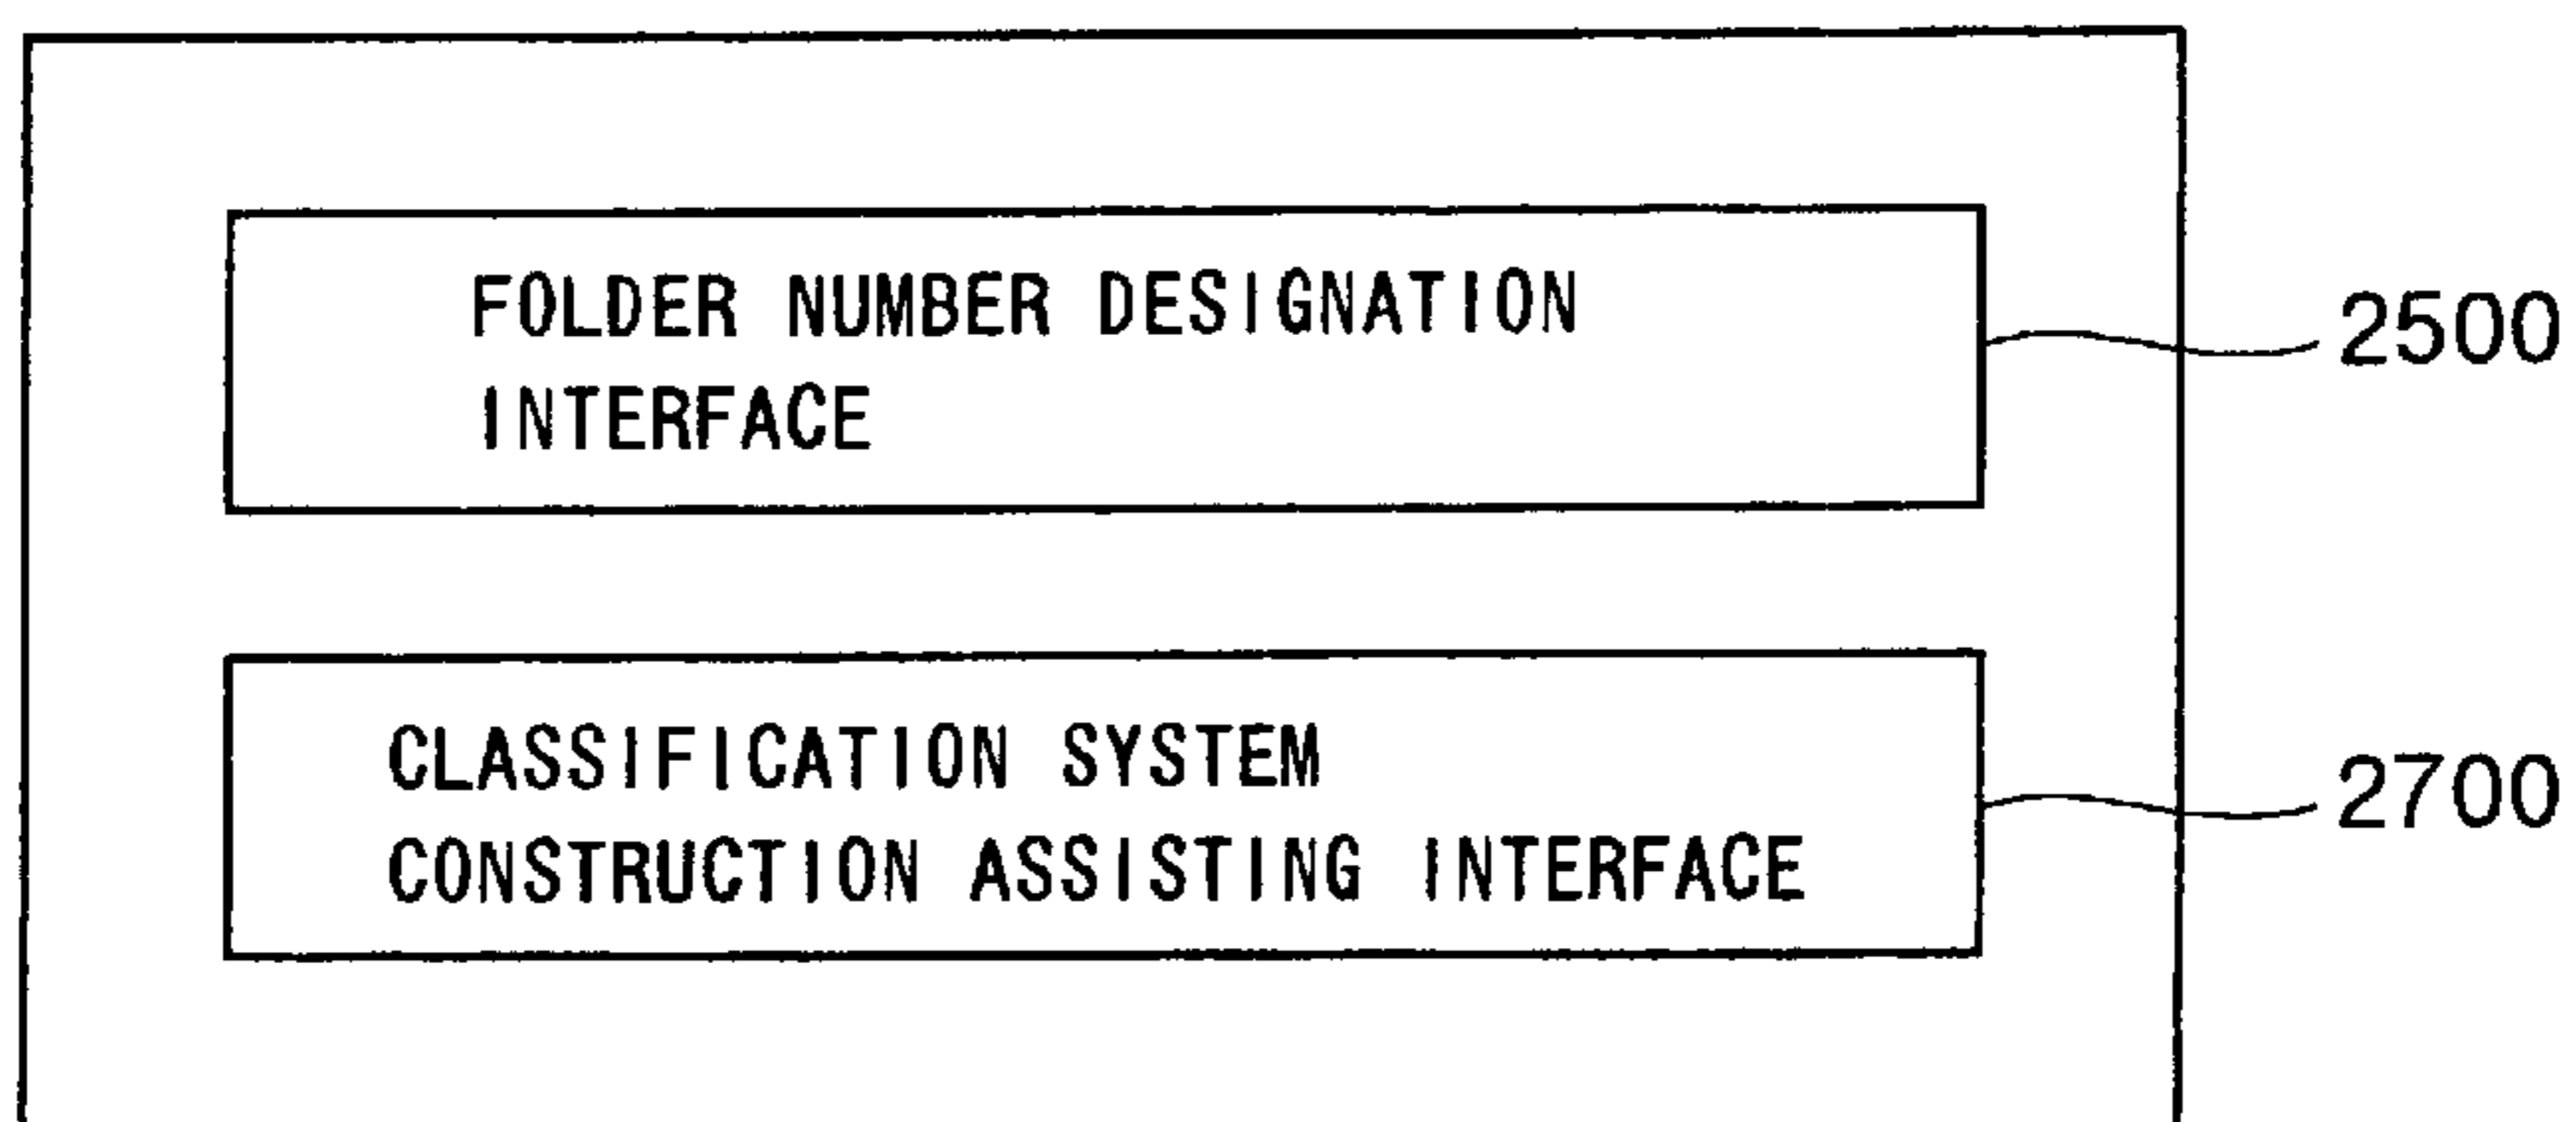 FOLDER NUMBER DESIGNATION
INTERFACE
2500
CLASSIFICATION SYSTEM
CONSTRUCTION ASSISTING INTERFACE
2700